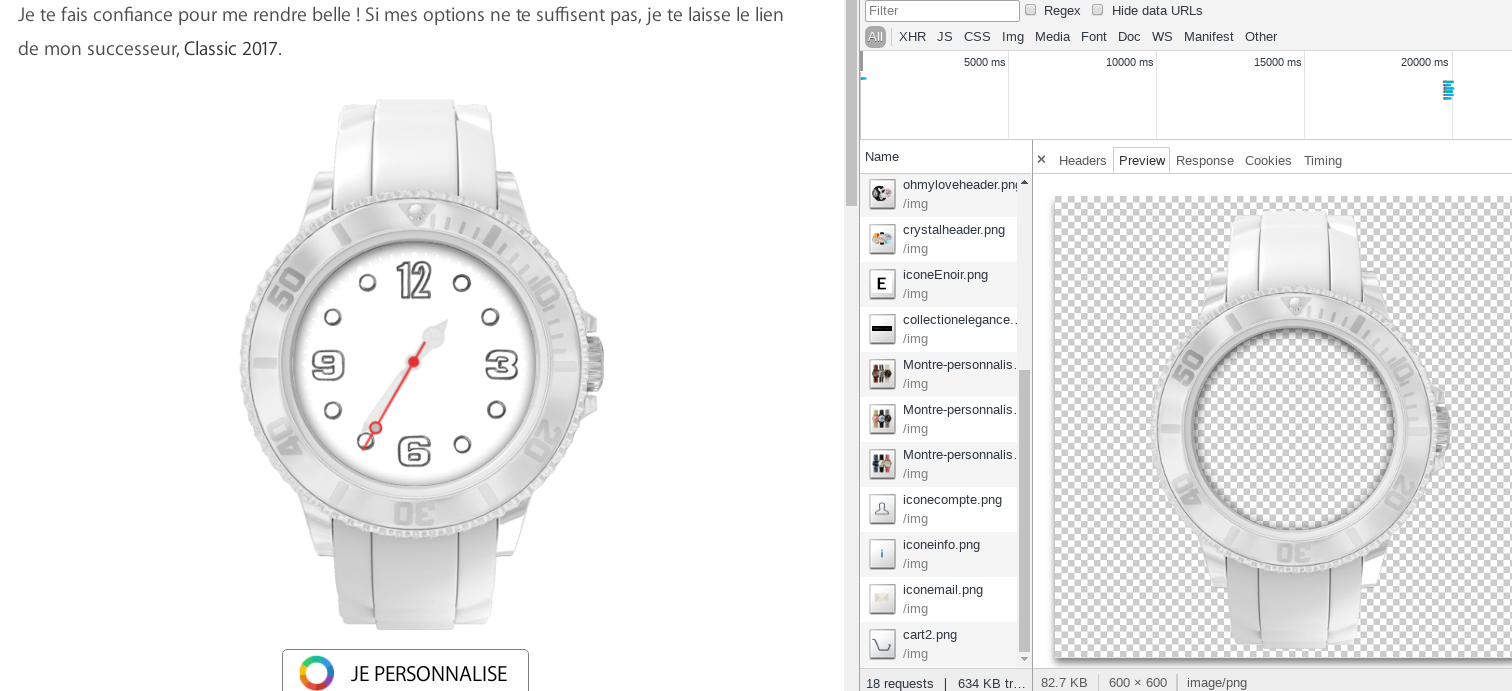 Je te fais confiance pour me rendre belle ! Si mes options ne te suffisent pas, je te laisse le lien
de mon successeur, Classic 2017.
12
3
6
9
50
10
20
30
40
JE PERSONNALISE
Filter
Regex
Hide data URLs
All XHR JS CSS Img Media Font Doc WS Manifest Other
5000 ms 10000 ms 15000 ms 20000 ms
Name
× Headers Preview Response Cookies Timing
ohmyloveheader.png
/img
crystalheader.png
/img
iconeEnoir.png
/img
E
collectionelegance…
/img
Montre-personnalis…
/img
Montre-personnalis…
/img
Montre-personnalis…
/img
iconecompte.png
/img
iconeinfo.png
/img
i
iconemail.png
/img
cart2.png
/img
50
10
20
30
40
18 requests | 634 KB tr…
82.7 KB | 600 × 600 | image/png